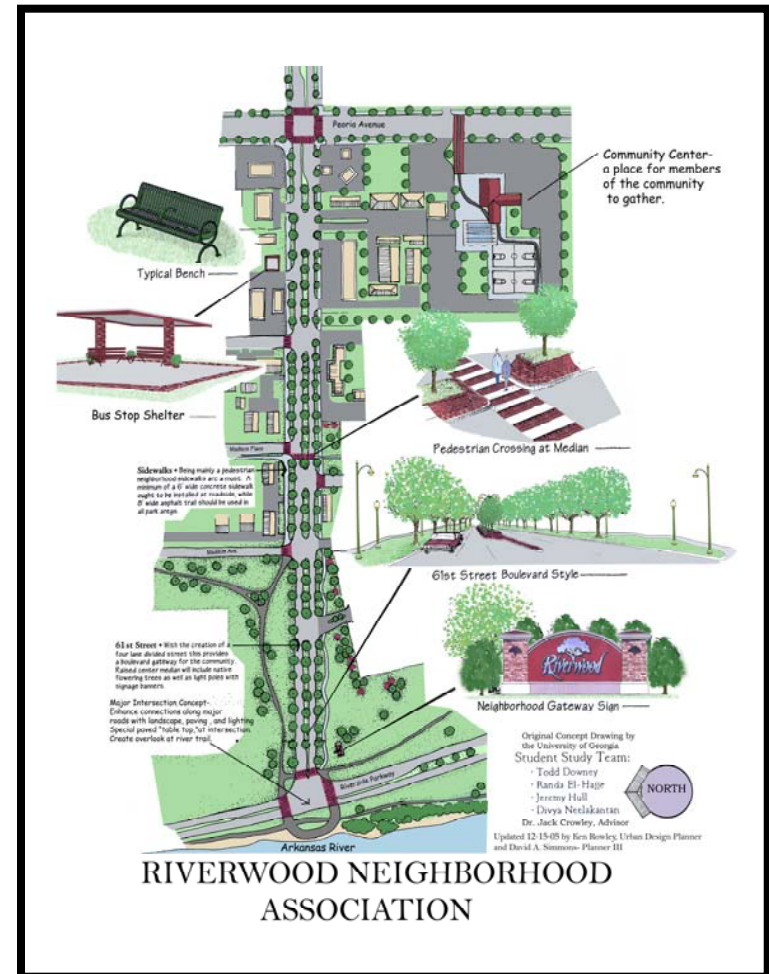 Peoria Avenue
Community Center-
a place for members
of the community
to gather.
Typical Bench
Bus Stop Shelter
Pedestrian Crossing at Median
Madison Place
Sidewalks • Being mainly a pedestrian
neighborhood sidewalks are a must. A
minimum of a 6' wide concrete sidewalk
ought to be installed at roadside, while
8' wide asphalt trail should be used in
all park areas.
61st Street Boulevard Style
61st Street • With the creation of a
four lane divided street this provides
a boulevard gateway for the community.
Raised center median will include native
flowering trees as well as light poles with
signage banners.
Riverwood
Neighborhood Gateway Sign
Major Intersection Concept-
Enhance connections along major
roads with landscape, paving , and lighting
Special paved "table top,"at intersection.
Create overlook at river trail.
Riverside Parkway
Arkansas River
Original Concept Drawing by
the University of Georgia
Student Study Team:
· Todd Downey
· Randa El-Hajje
· Jeremy Hull
· Divya Neelakantan
Dr. Jack Crowley, Advisor
NORTH
Updated 12-15-05 by Ken Rowley, Urban Design Planner
and David A. Simmons- Planner III
RIVERWOOD NEIGHBORHOOD
ASSOCIATION